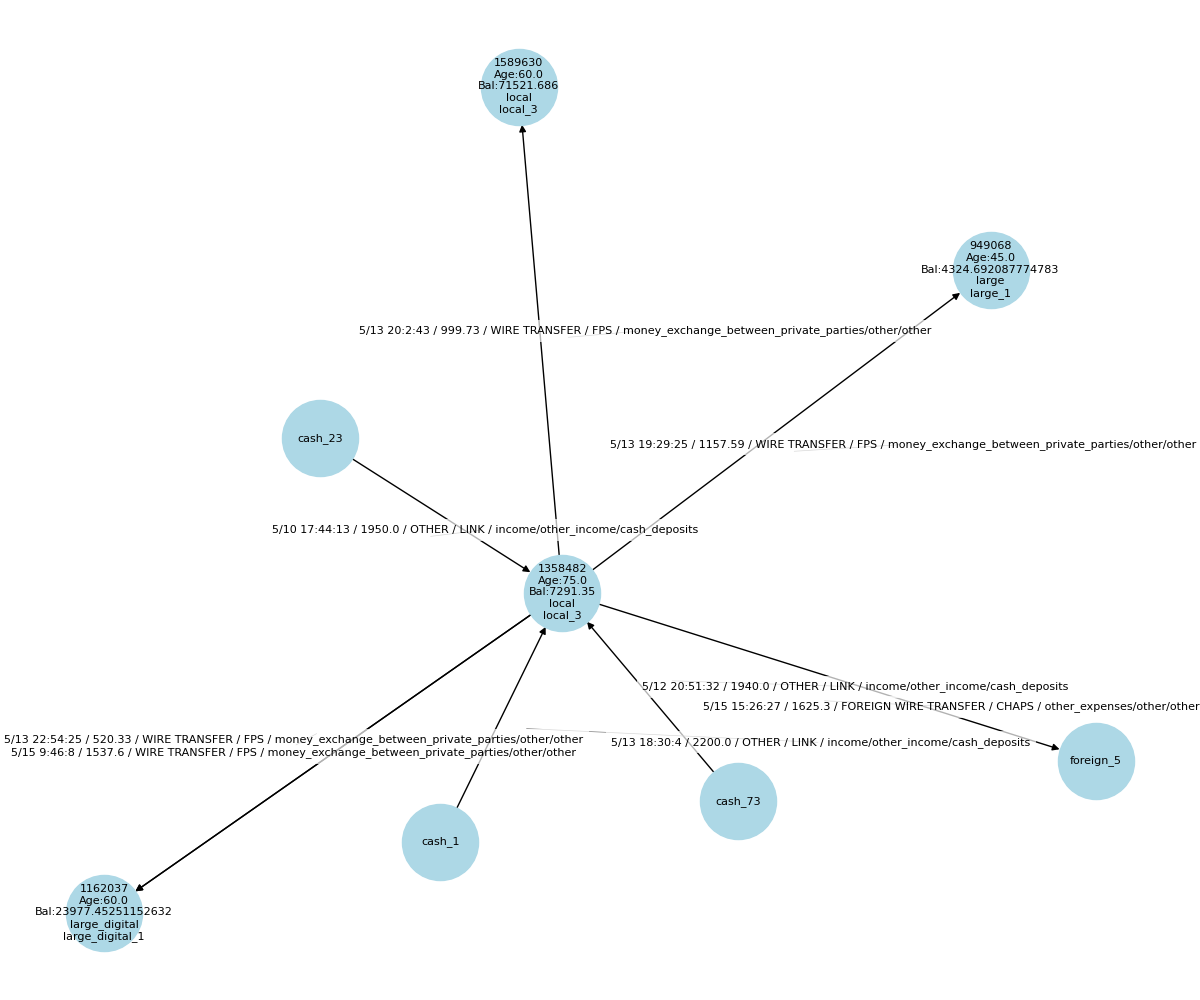 1589630
Age:60.0
Bal:71521.686
local
local_3
949068
Age:45.0
Bal:4324.692087774783
large
large_1
5/13 20:2:43 / 999.73 / WIRE TRANSFER / FPS / money_exchange_between_private_parties/other/other
cash_23
5/13 19:29:25 / 1157.59 / WIRE TRANSFER / FPS / money_exchange_between_private_parties/other/other
5/10 17:44:13 / 1950.0 / OTHER / LINK / income/other_income/cash_deposits
1358482
Age:75.0
Bal:7291.35
local
local_3
5/12 20:51:32 / 1940.0 / OTHER / LINK / income/other_income/cash_deposits
5/15 15:26:27 / 1625.3 / FOREIGN WIRE TRANSFER / CHAPS / other_expenses/other/other
5/13 22:54:25 / 520.33 / WIRE TRANSFER / FPS / money_exchange_between_private_parties/other/other
5/15 9:46:8 / 1537.6 / WIRE TRANSFER / FPS / money_exchange_between_private_parties/other/other
5/13 18:30:4 / 2200.0 / OTHER / LINK / income/other_income/cash_deposits
foreign_5
cash_73
cash_1
1162037
Age:60.0
Bal:23977.45251152632
large_digital
large_digital_1